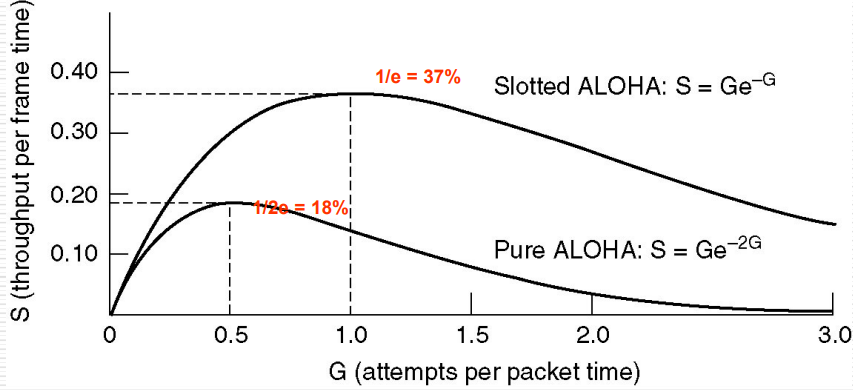 S (throughput per frame time)
0.40
0.30
0.20
0.10
1/e = 37%
Slotted ALOHA: S = Ge–G
1/2e = 18%
Pure ALOHA: S = Ge–2G
0
0.5
1.0
1.5
2.0
3.0
G (attempts per packet time)